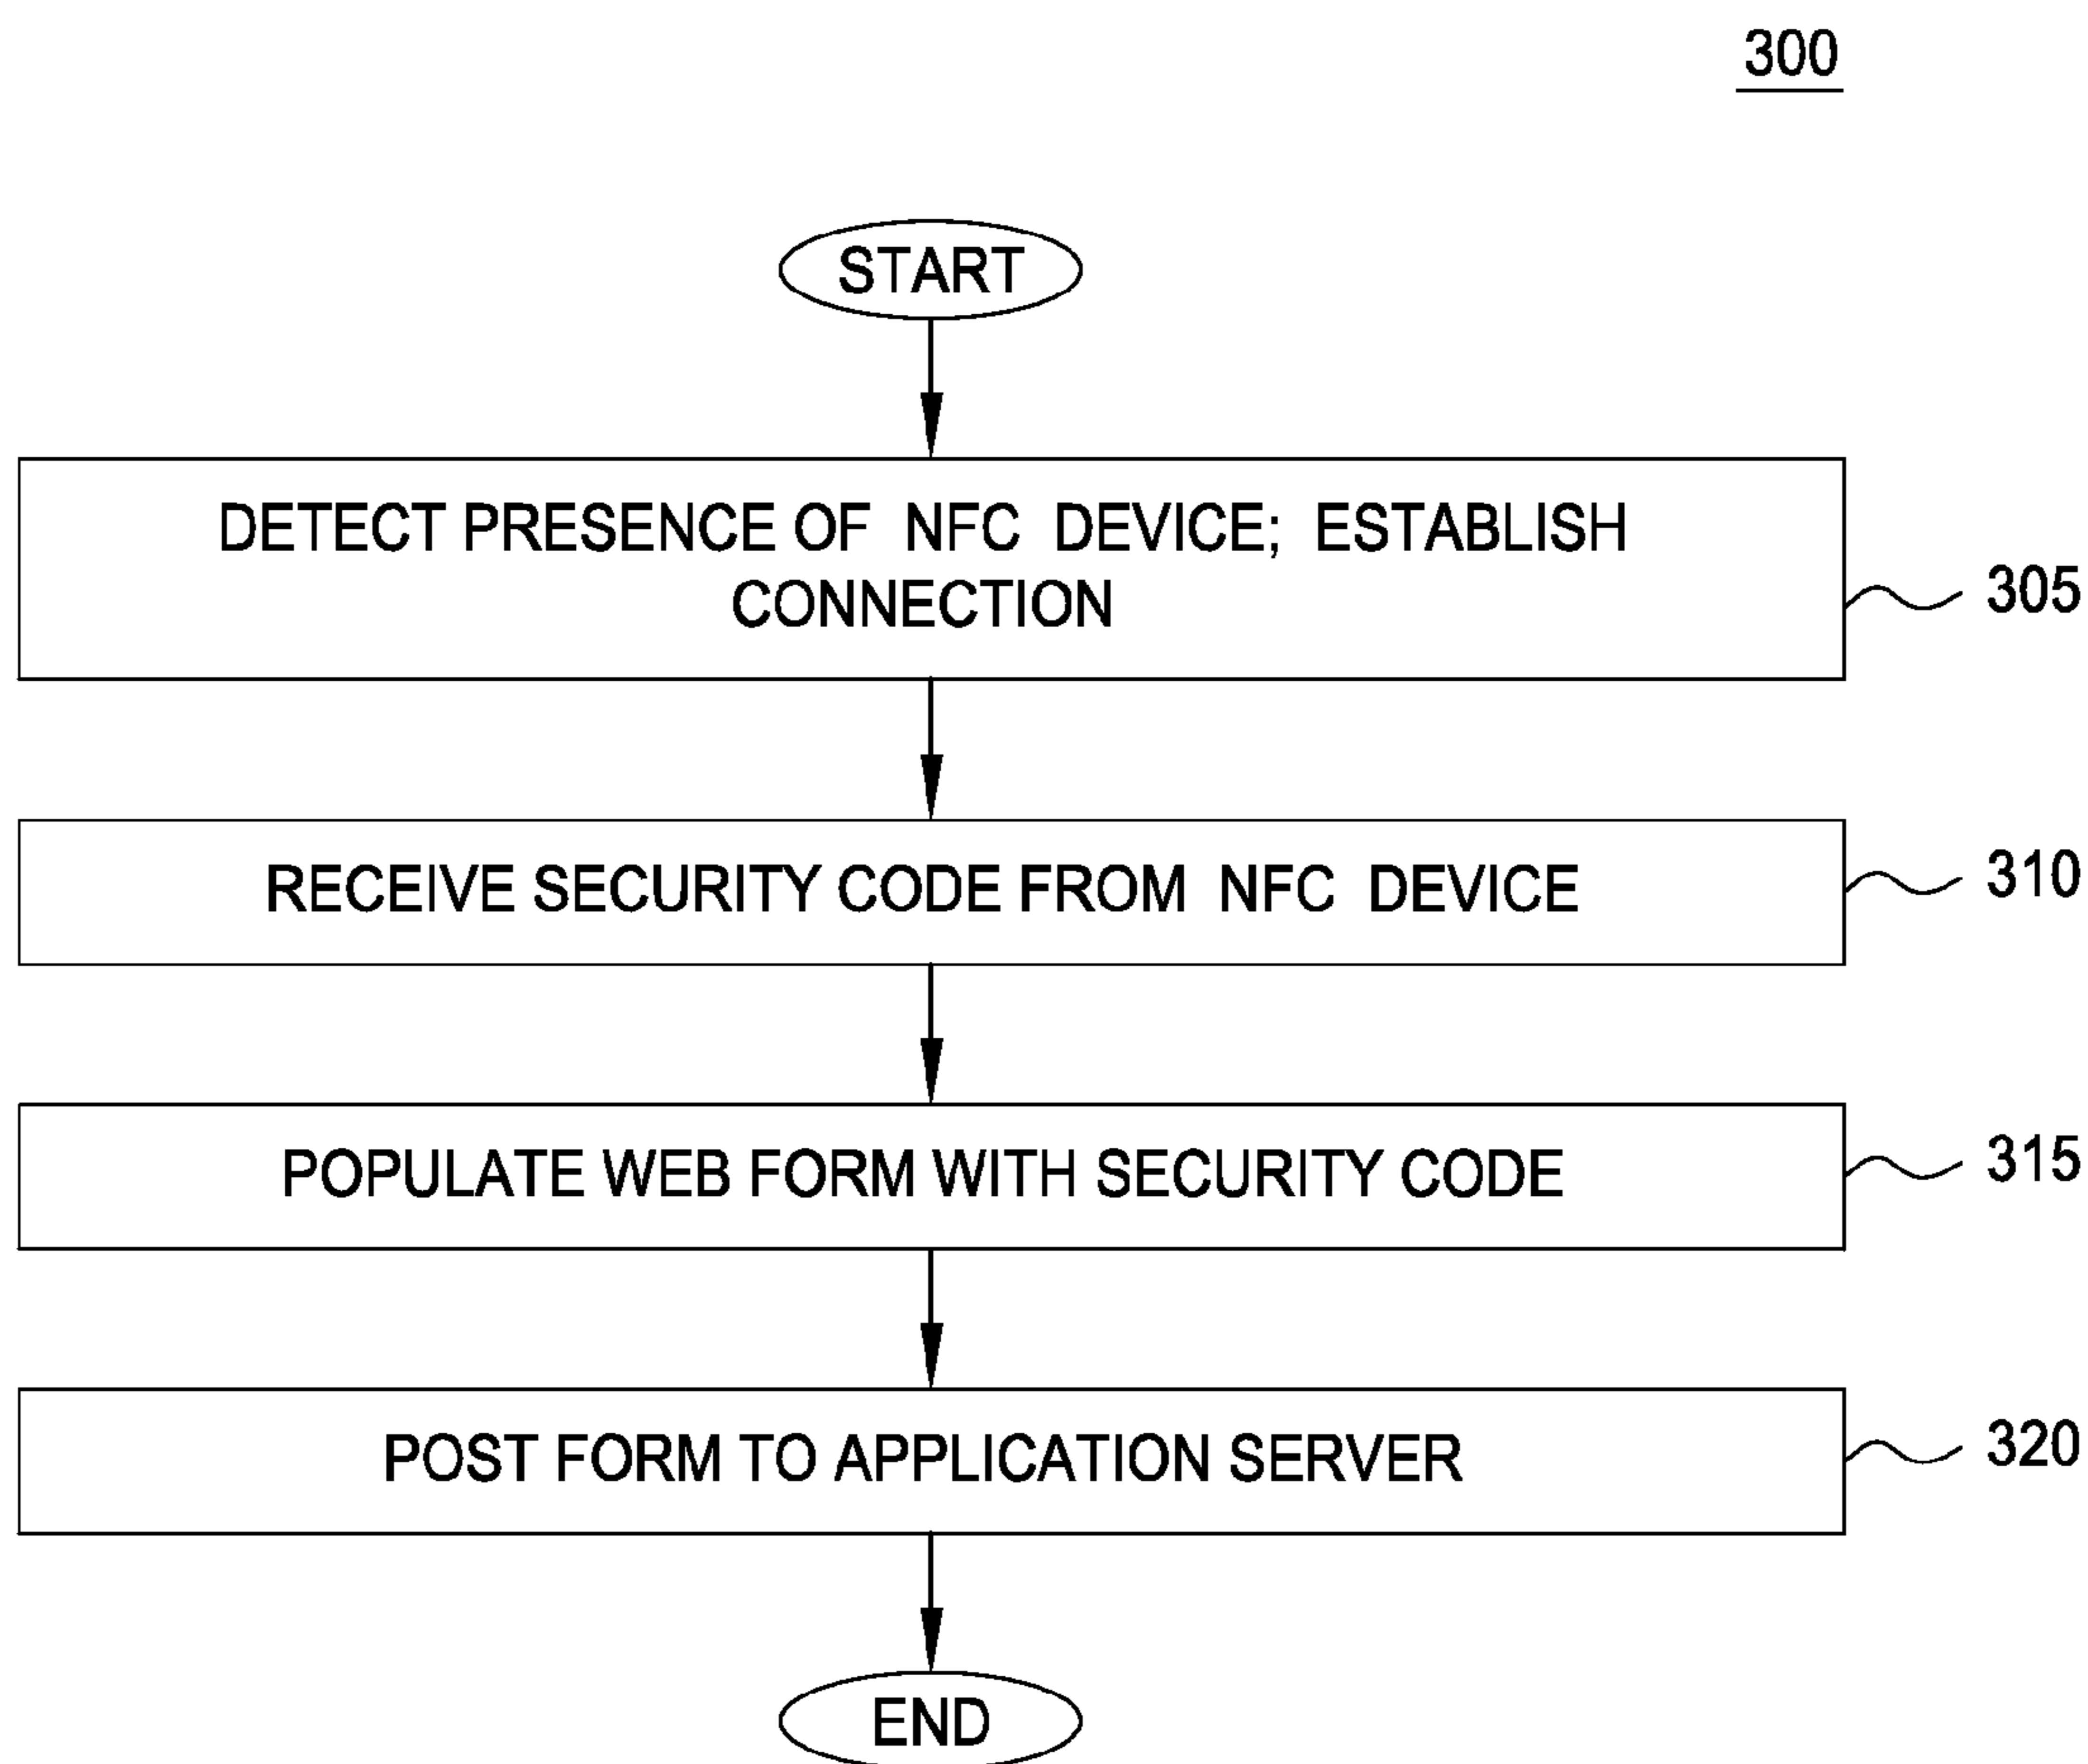 300
START
DETECT PRESENCE OF NFC DEVICE; ESTABLISH
CONNECTION
305
RECEIVE SECURITY CODE FROM NFC DEVICE
310
POPULATE WEB FORM WITH SECURITY CODE
315
POST FORM TO APPLICATION SERVER
320
END